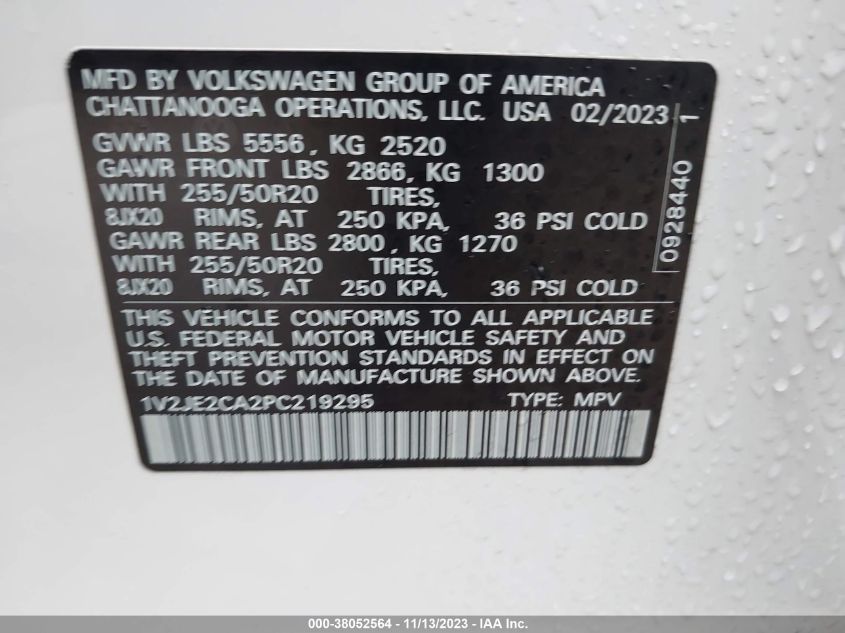 MFD BY VOLKSWAGEN GROUP OF AMERICA
CHATTANOOGA OPERATIONS, LLC. USA 02/2023
GVWR LBS 5556, KG 2520
GAWR FRONT LBS 2866, KG 1300
WITH 255/50R20 TIRES,
8JX20 RIMS, AT 250 KPA, 36 PSI COLD
GAWR REAR LBS 2800, KG 1270
WITH 255/50R20 TIRES,
8JX20 RIMS, AT 250 KPA, 36 PSI COLD
THIS VEHICLE CONFORMS TO ALL APPLICABLE
U.S. FEDERAL MOTOR VEHICLE SAFETY AND
THEFT PREVENTION STANDARDS IN EFFECT ON
THE DATE OF MANUFACTURE SHOWN ABOVE.
1V2JE2CA2PC219295 TYPE: MPV
0928440 1
000-38052564 - 11/13/2023 - IAA Inc.